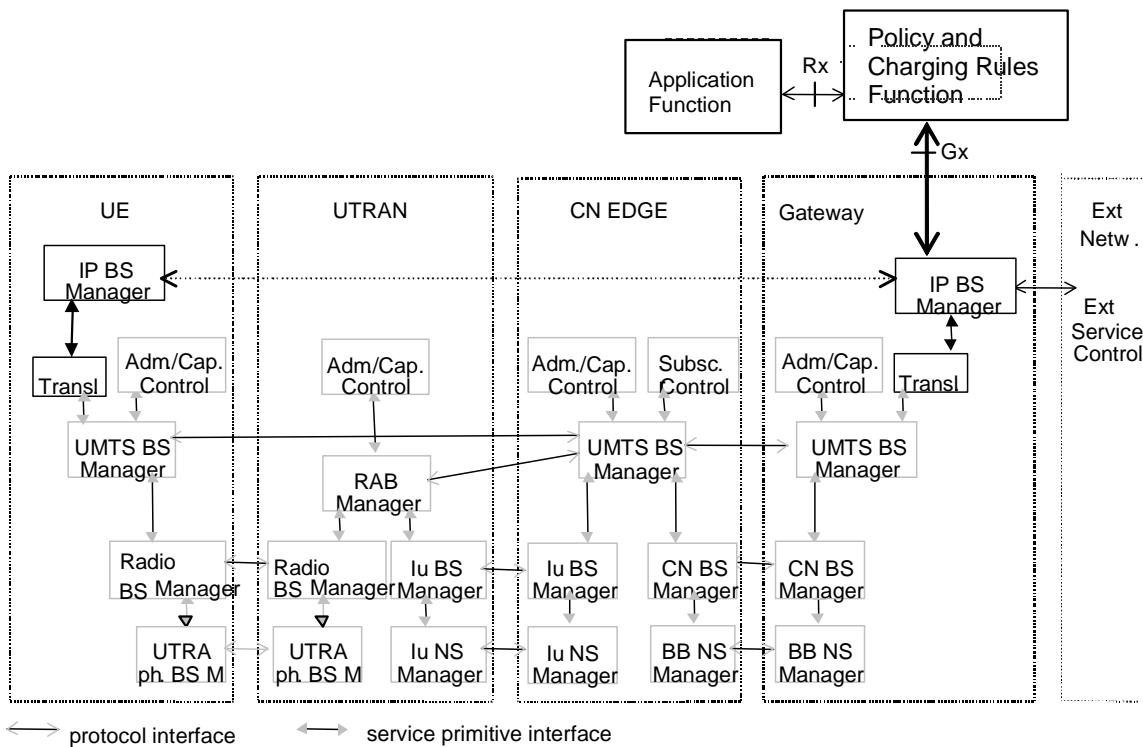 Policy and
Charging Rules
Function
Rx
Application
Function
Gx
UE
UTRAN
CN EDGE
Gateway
Ext
Netw .
IP BS
Manager
IP BS
Manager
Ext
Service
Control
Transl
Adm/Cap.
Control
Adm/Cap.
Control
Adm./Cap.
Control
Subsc.
Control
Adm/Cap.
Control
Transl
UMTS BS
Manager
UMTS BS
Manager
UMTS BS
Manager
RAB
Manager
Radio
BS Manager
Radio
BS Manager
Iu BS
Manager
Iu BS
Manager
CN BS
Manager
CN BS
Manager
UTRA
ph. BS M
UTRA
ph. BS M
Iu NS
Manager
Iu NS
Manager
BB NS
Manager
BB NS
Manager
protocol interface
service primitive interface